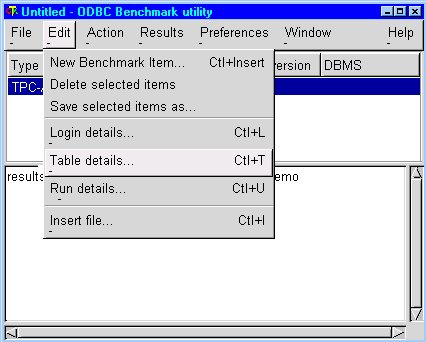 Untitled - ODBC Benchmark utility
File Edit Action Results Preferences Window Help
Type ersion DBMS
TPC-A
New Benchmark Item... Ctl+Insert
Delete selected items
Save selected items as...
Login details... Ctl+L
Table details... Ctl+T
results emo
Run details... Ctl+U
Insert file... Ctl+I